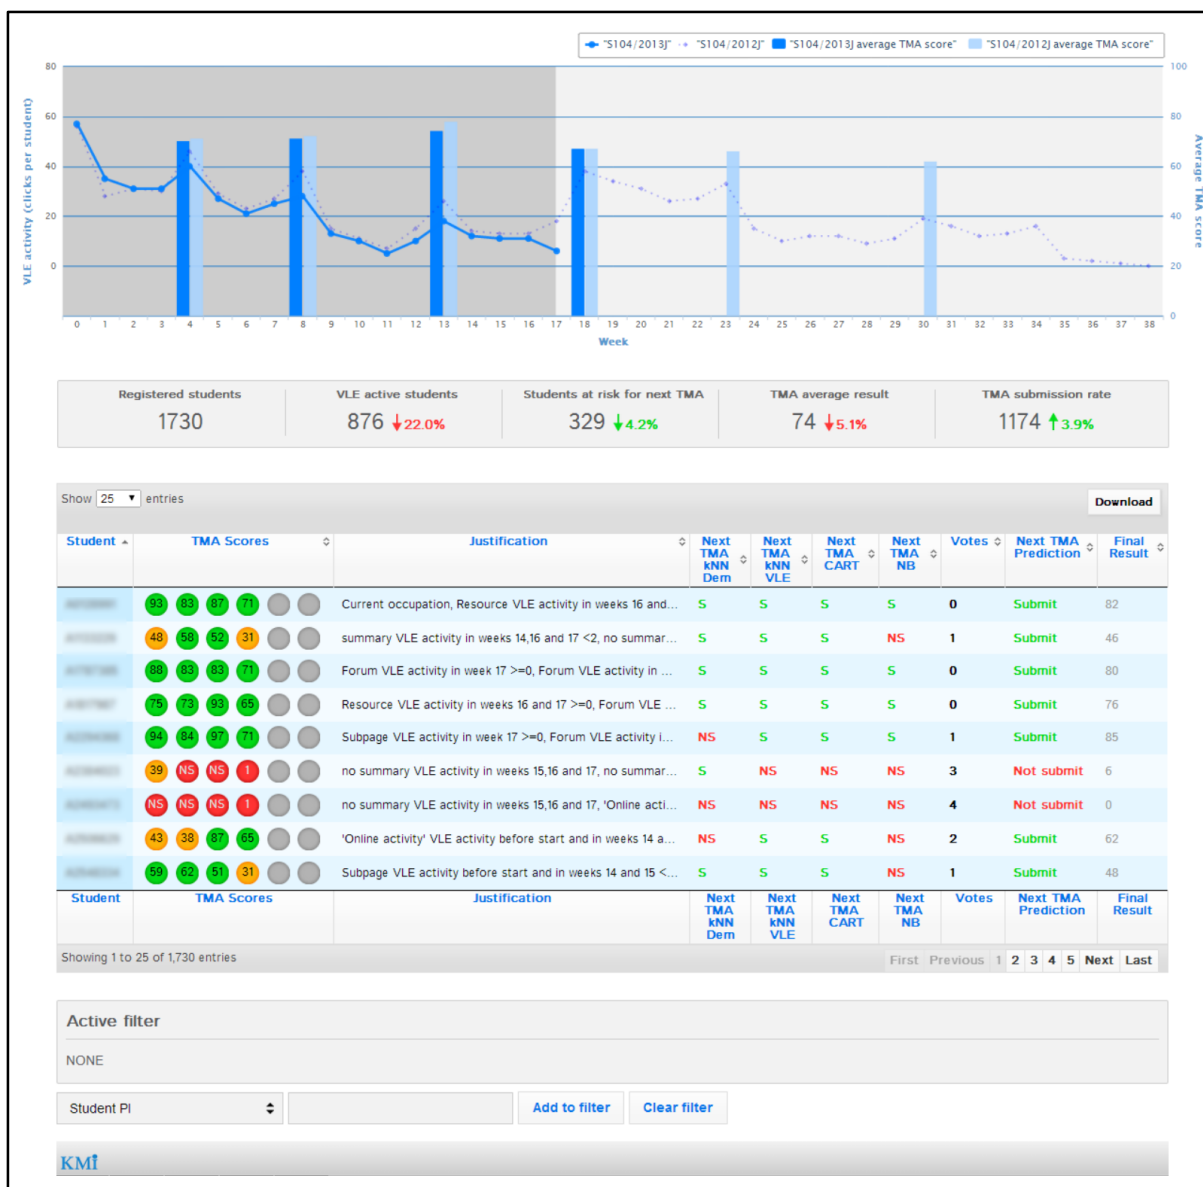 "S104/2013J" "S104/2012J" "S104/2013J average TMA score" "S104/2012J average TMA score"
VLE activity (clicks per student)
80
60
40
20
0
100
80
60
40
20
0
Average TMA score
0 1 2 3 4 5 6 7 8 9 10 11 12 13 14 15 16 17 18 19 20 21 22 23 24 25 26 27 28 29 30 31 32 33 34 35 36 37 38
Week
Registered students VLE active students Students at risk for next TMA TMA average result TMA submission rate
1730 876 ↓22.0% 329 ↓4.2% 74 ↓5.1% 1174 ↑3.9%
Show 25 entries Download
Student TMA Scores Justification Next TMA kNN Dem Next TMA kNN VLE Next TMA CART Next TMA NB Votes Next TMA Prediction Final Result
93 83 87 71 Current occupation, Resource VLE activity in weeks 16 and... S S S S 0 Submit 82
48 58 52 31 summary VLE activity in weeks 14,16 and 17 <2, no summar... S S S NS 1 Submit 46
88 83 83 71 Forum VLE activity in week 17 >=0, Forum VLE activity in ... S S S S 0 Submit 80
75 73 93 65 Resource VLE activity in weeks 16 and 17 >=0, Forum VLE ... S S S S 0 Submit 76
94 84 97 71 Subpage VLE activity in week 17 >=0, Forum VLE activity i... NS S S S 1 Submit 85
39 NS NS 1 no summary VLE activity in weeks 15,16 and 17, no summar... S NS NS NS 3 Not submit 6
NS NS NS 1 no summary VLE activity in weeks 15,16 and 17, 'Online acti... NS NS NS NS 4 Not submit 0
43 38 87 65 'Online activity' VLE activity before start and in weeks 14 a... NS S S NS 2 Submit 62
59 62 51 31 Subpage VLE activity before start and in weeks 14 and 15 <... S S S NS 1 Submit 48
Student TMA Scores Justification Next TMA kNN Dem Next TMA kNN VLE Next TMA CART Next TMA NB Votes Next TMA Prediction Final Result
Showing 1 to 25 of 1,730 entries First Previous 1 2 3 4 5 Next Last
Active filter
NONE
Student PI Add to filter Clear filter
KMi